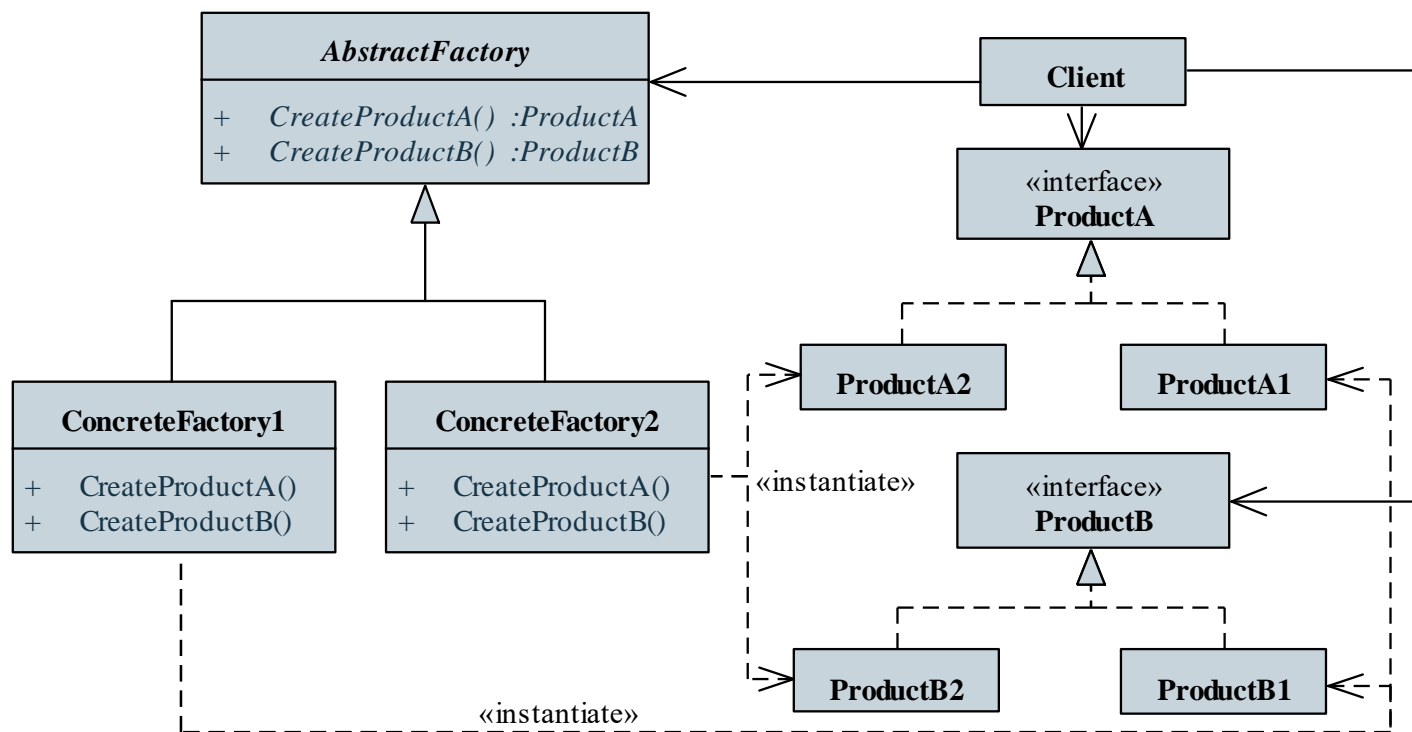 AbstractFactory
+ CreateProductA() :ProductA
+ CreateProductB() :ProductB
Client
«interface»
ProductA
ProductA2
ProductA1
ConcreteFactory1
+ CreateProductA()
+ CreateProductB()
ConcreteFactory2
+ CreateProductA()
+ CreateProductB()
«instantiate»
«interface»
ProductB
ProductB2
ProductB1
«instantiate»